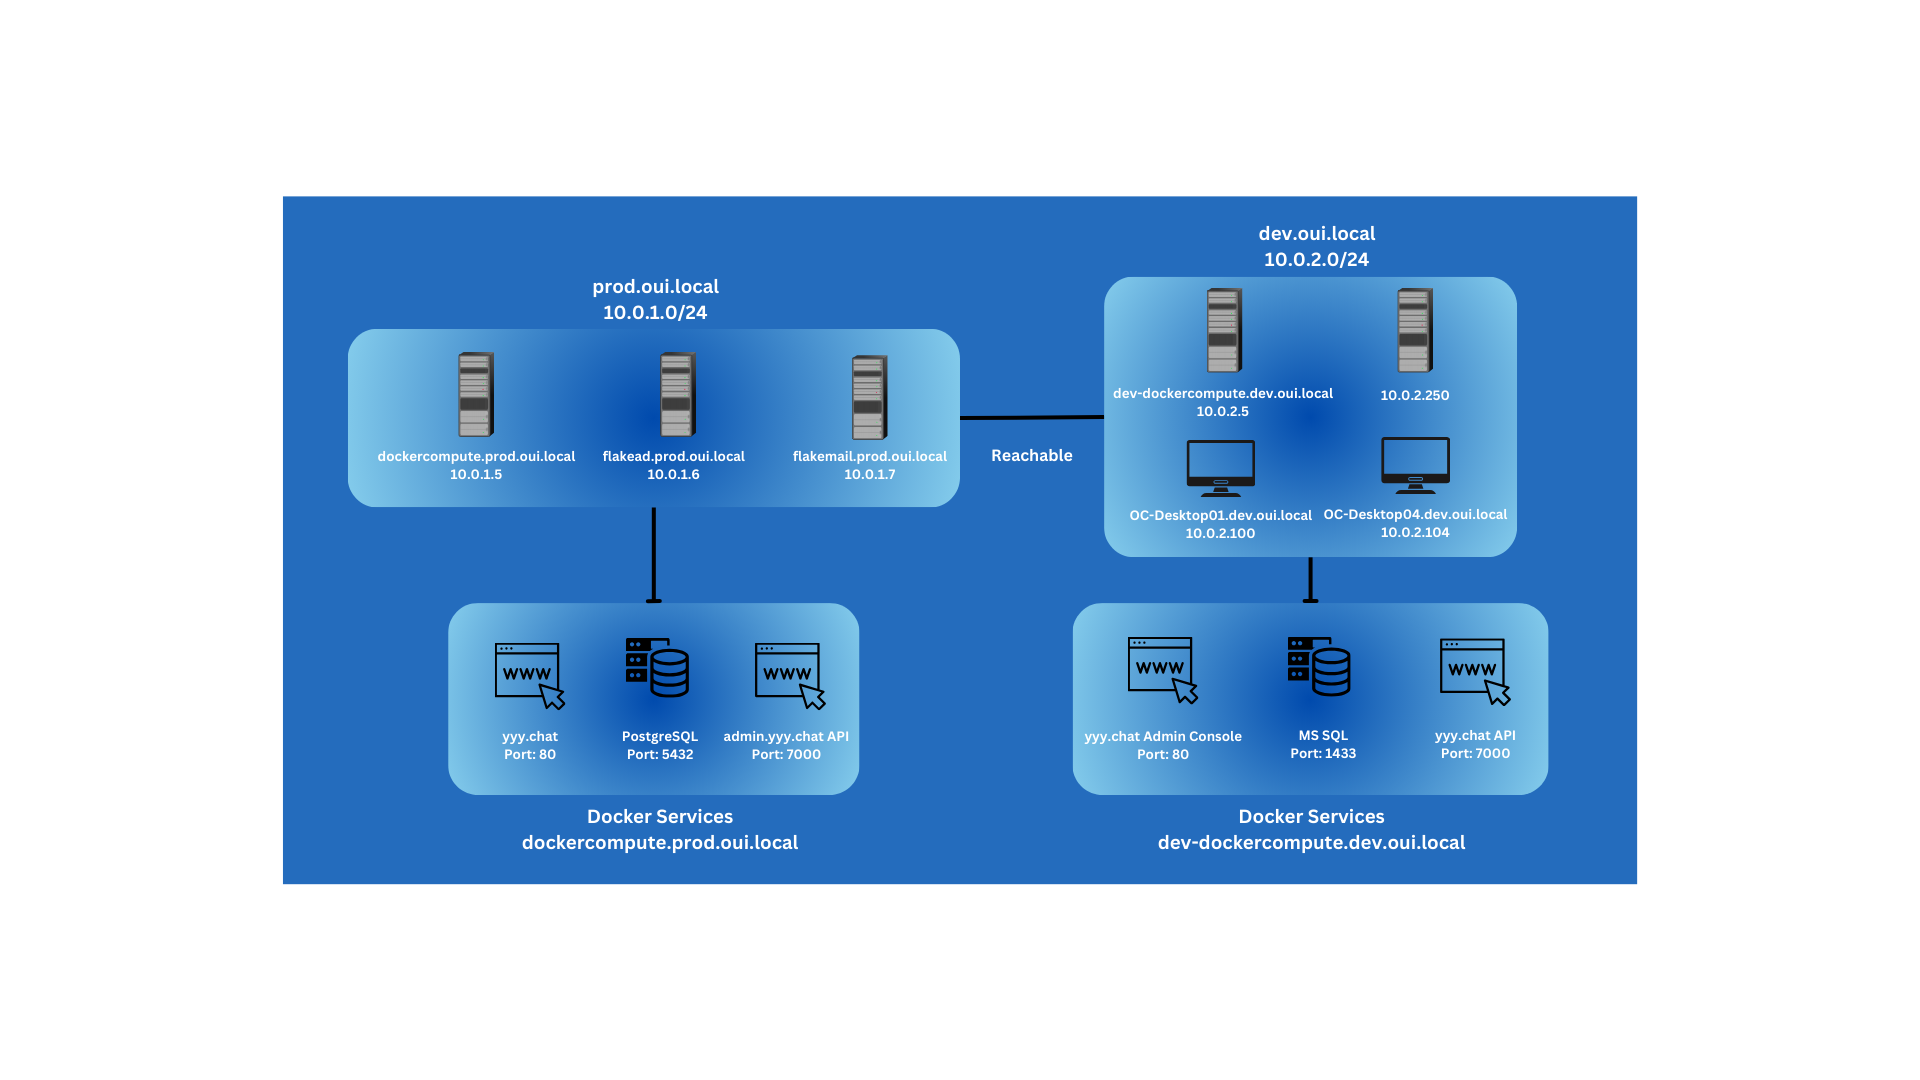 prod.oui.local
10.0.1.0/24
dockercompute.prod.oui.local
10.0.1.5
flakead.prod.oui.local
10.0.1.6
flakemail.prod.oui.local
10.0.1.7
Reachable
dev.oui.local
10.0.2.0/24
dev-dockercompute.dev.oui.local
10.0.2.5
10.0.2.250
OC-Desktop01.dev.oui.local
10.0.2.100
OC-Desktop04.dev.oui.local
10.0.2.104
WWW
yyy.chat
Port: 80
PostgreSQL
Port: 5432
WWW
admin.yyy.chat API
Port: 7000
Docker Services
dockercompute.prod.oui.local
WWW
yyy.chat Admin Console
Port: 80
MS SQL
Port: 1433
WWW
yyy.chat API
Port: 7000
Docker Services
dev-dockercompute.dev.oui.local